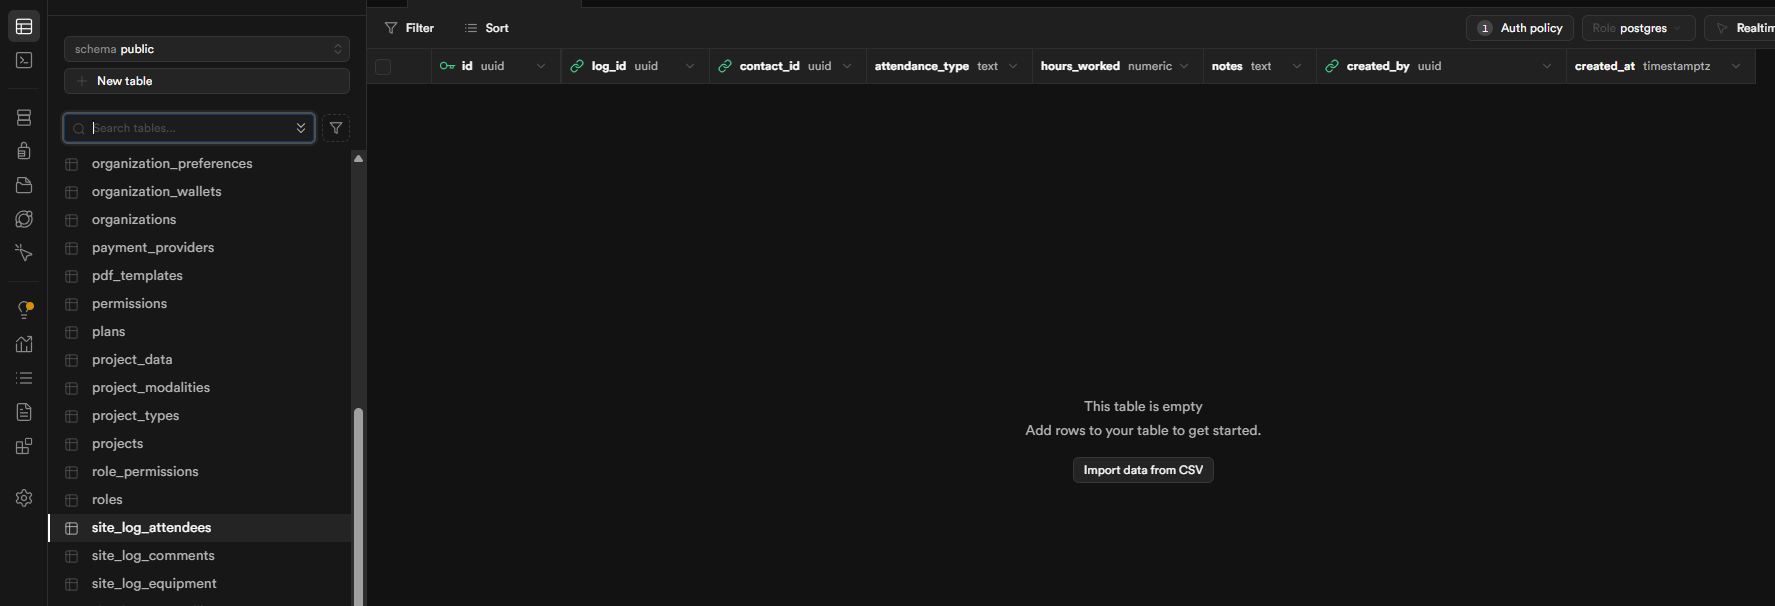 schema public
New table
Search tables...
organization_preferences
organization_wallets
organizations
payment_providers
pdf_templates
permissions
plans
project_data
project_modalities
project_types
projects
role_permissions
roles
site_log_attendees
site_log_comments
site_log_equipment
Filter Sort 1 Auth policy Role postgres Realtim
id uuid log_id uuid contact_id uuid attendance_type text hours_worked numeric notes text created_by uuid created_at timestamptz
This table is empty
Add rows to your table to get started.
Import data from CSV